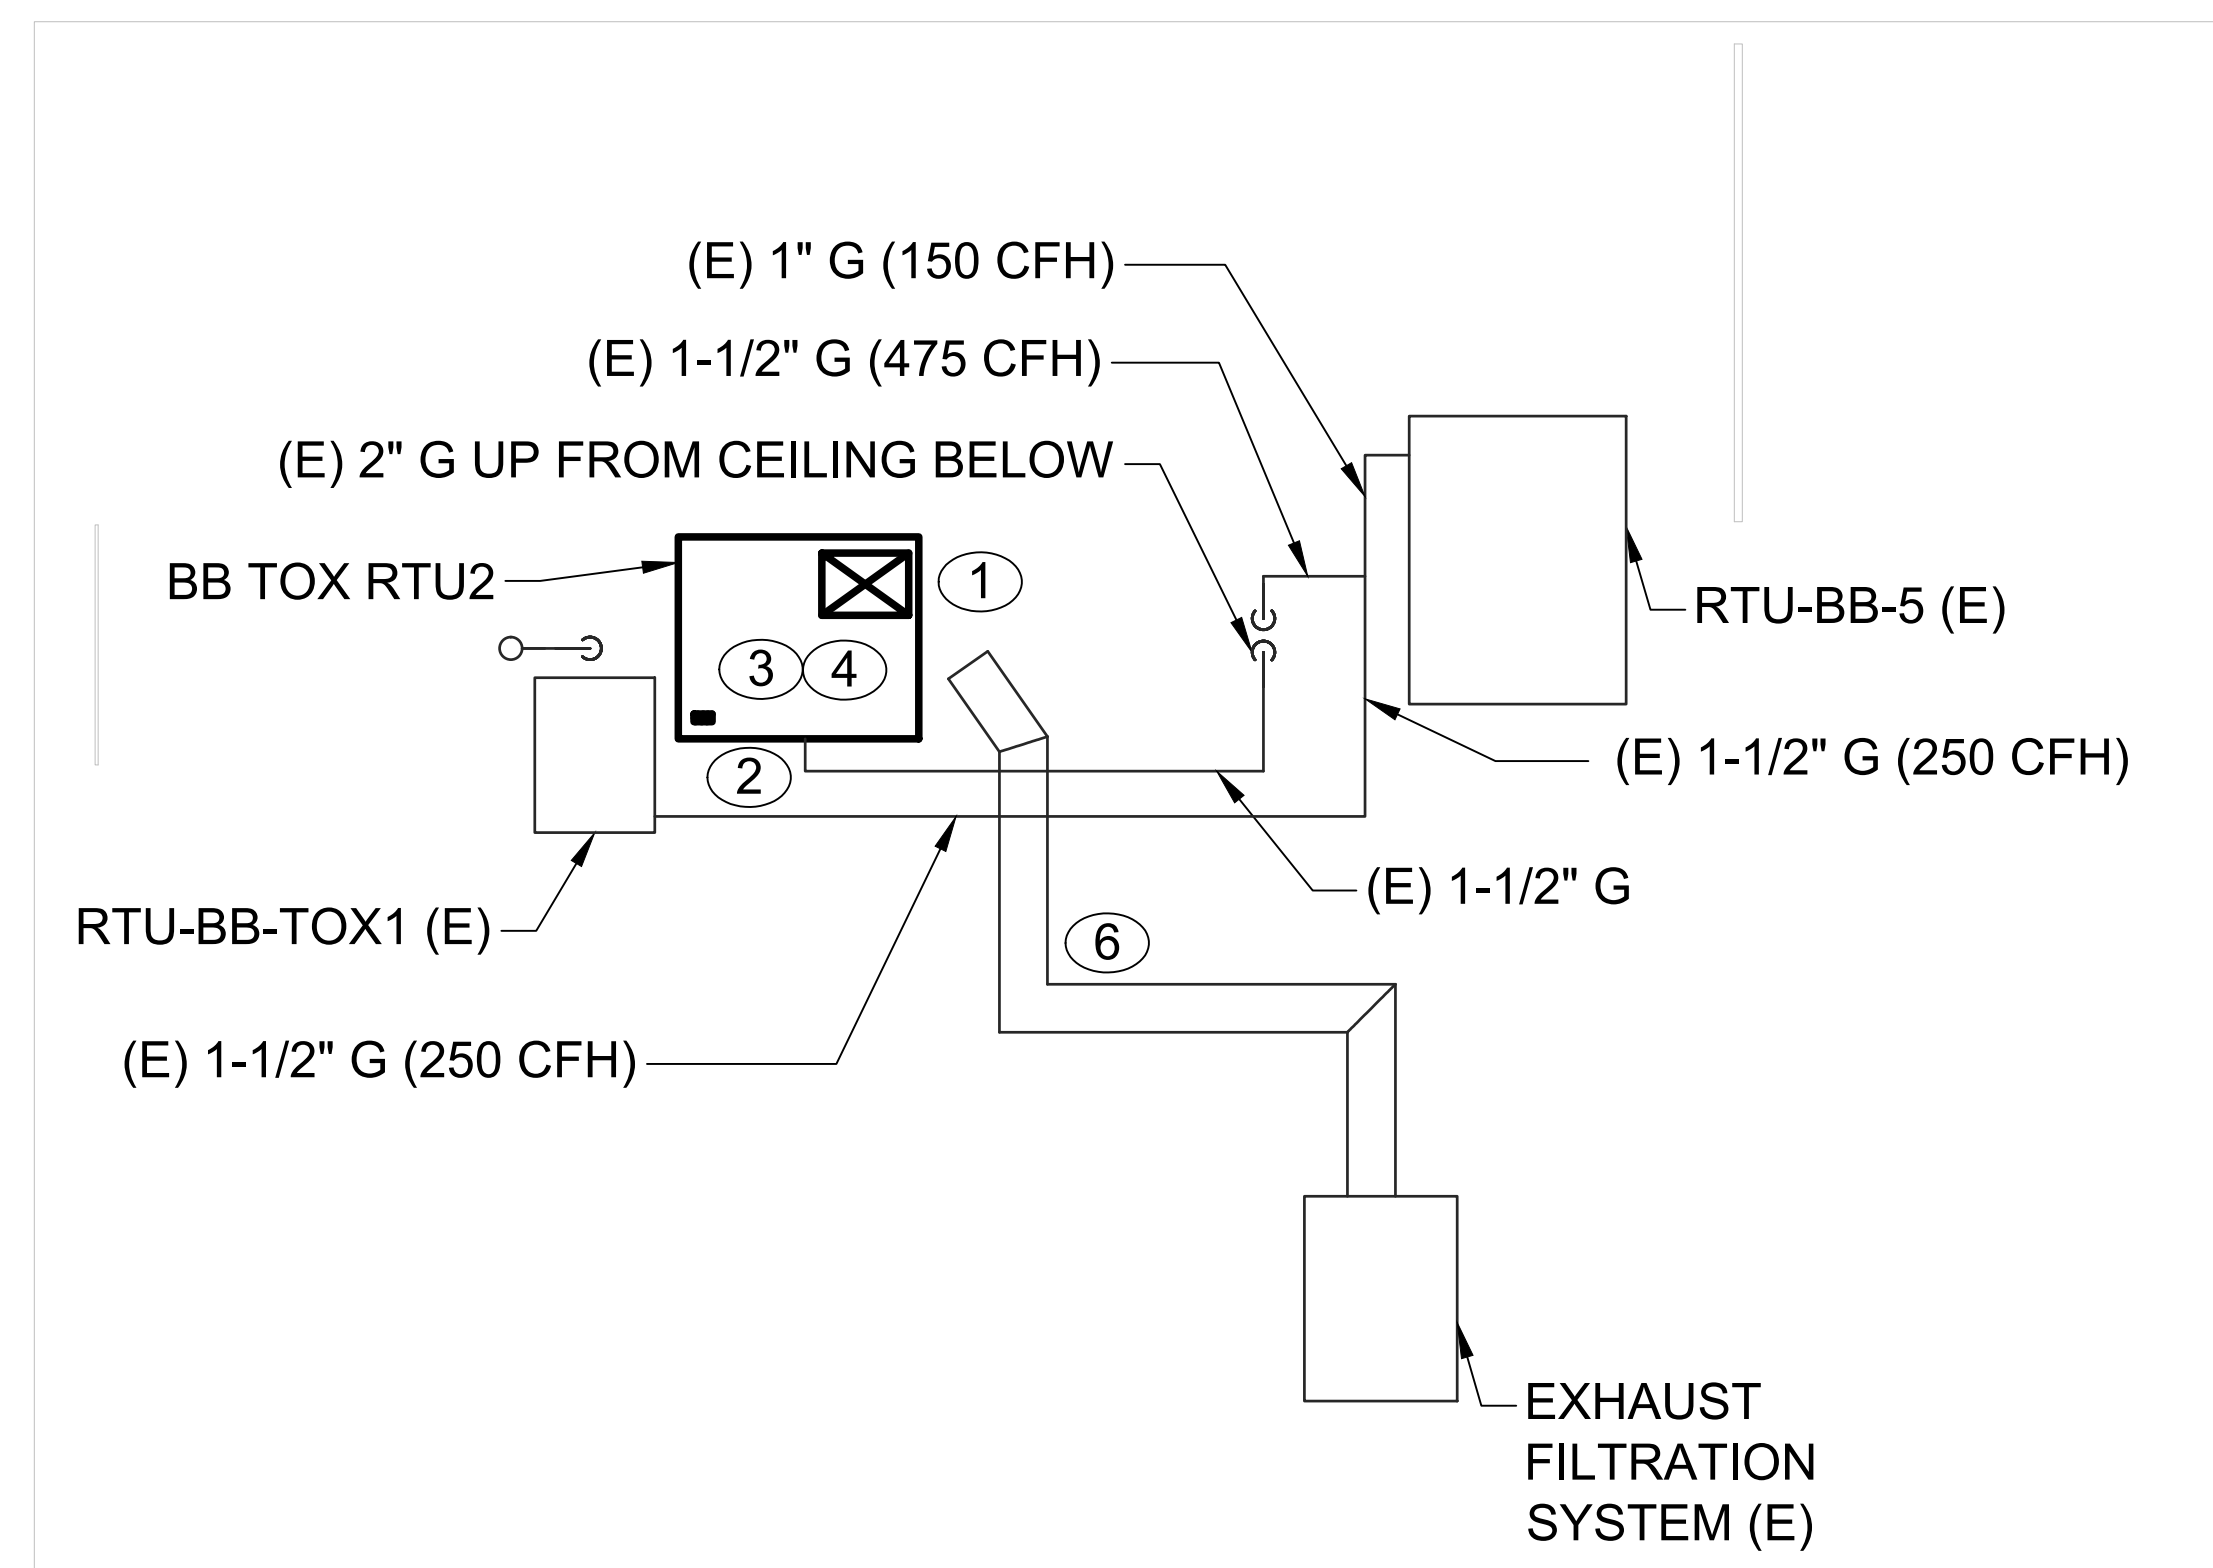 (E) 1" G (150 CFH)
(E) 1-1/2" G (475 CFH)
(E) 2" G UP FROM CEILING BELOW
BB TOX RTU2
1
RTU-BB-5 (E)
3
4
2
(E) 1-1/2" G (250 CFH)
(E) 1-1/2" G
RTU-BB-TOX1 (E)
6
(E) 1-1/2" G (250 CFH)
EXHAUST
FILTRATION
SYSTEM (E)